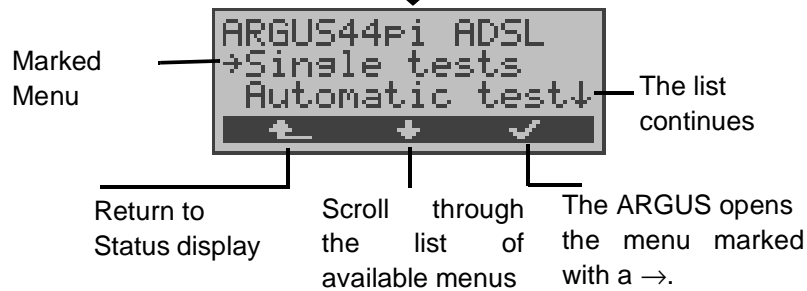 ARGUS44pi ADSL
→Single tests
Automatic test↓
Marked
Menu
The list
continues
Return to
Status display
Scroll through
the list of
available menus
The ARGUS opens
the menu marked
with a →.